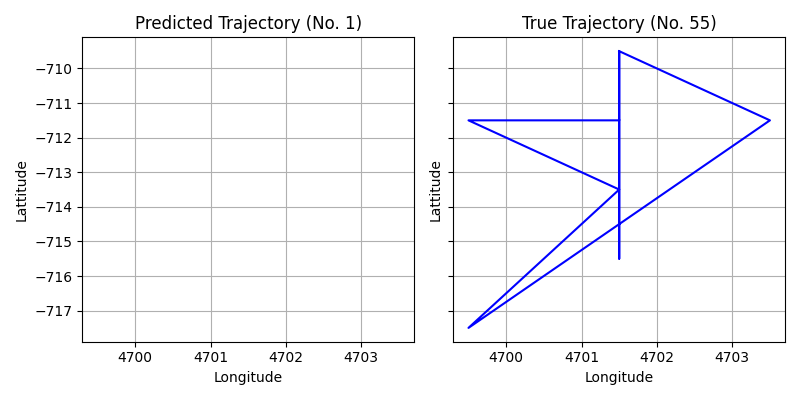 Predicted Trajectory (No. 1)
−710
−711
−712
−713
−714
−715
−716
−717
Lattitude
4700 4701 4702 4703
Longitude
True Trajectory (No. 55)
Lattitude
4700 4701 4702 4703
Longitude